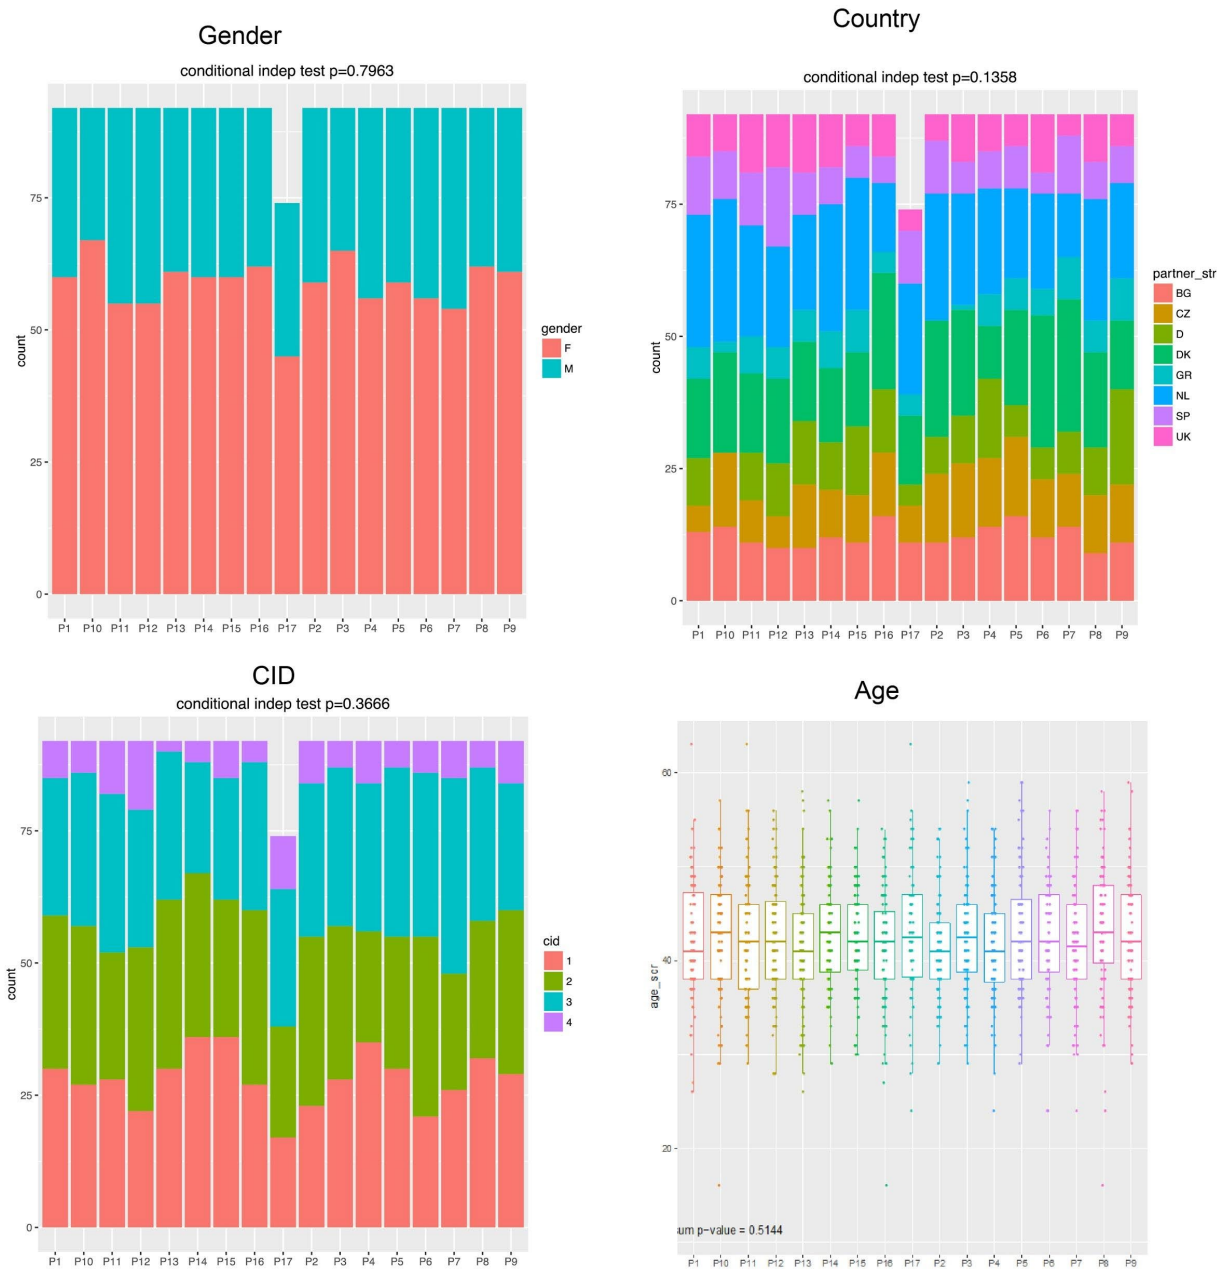 Gender
conditional indep test p=0.7963
count
75
50
25
0
P1 P10 P11 P12 P13 P14 P15 P16 P17 P2 P3 P4 P5 P6 P7 P8 P9
gender
F
M
Country
conditional indep test p=0.1358
count
75
50
25
0
P1 P10 P11 P12 P13 P14 P15 P16 P17 P2 P3 P4 P5 P6 P7 P8 P9
partner_str
BG
CZ
D
DK
GR
NL
SP
UK
CID
conditional indep test p=0.3666
count
75
50
25
0
P1 P10 P11 P12 P13 P14 P15 P16 P17 P2 P3 P4 P5 P6 P7 P8 P9
cid
1
2
3
4
Age
age_scr
60
40
20
um p-value = 0.5144
P1 P10 P11 P12 P13 P14 P15 P16 P17 P2 P3 P4 P5 P6 P7 P8 P9